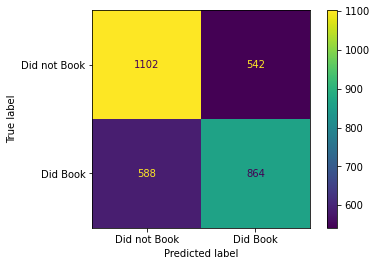 1100
Did not Book 1102 542
1000
900
True label
800
Did Book 588 864
700
600
Did not Book Did Book
Predicted label